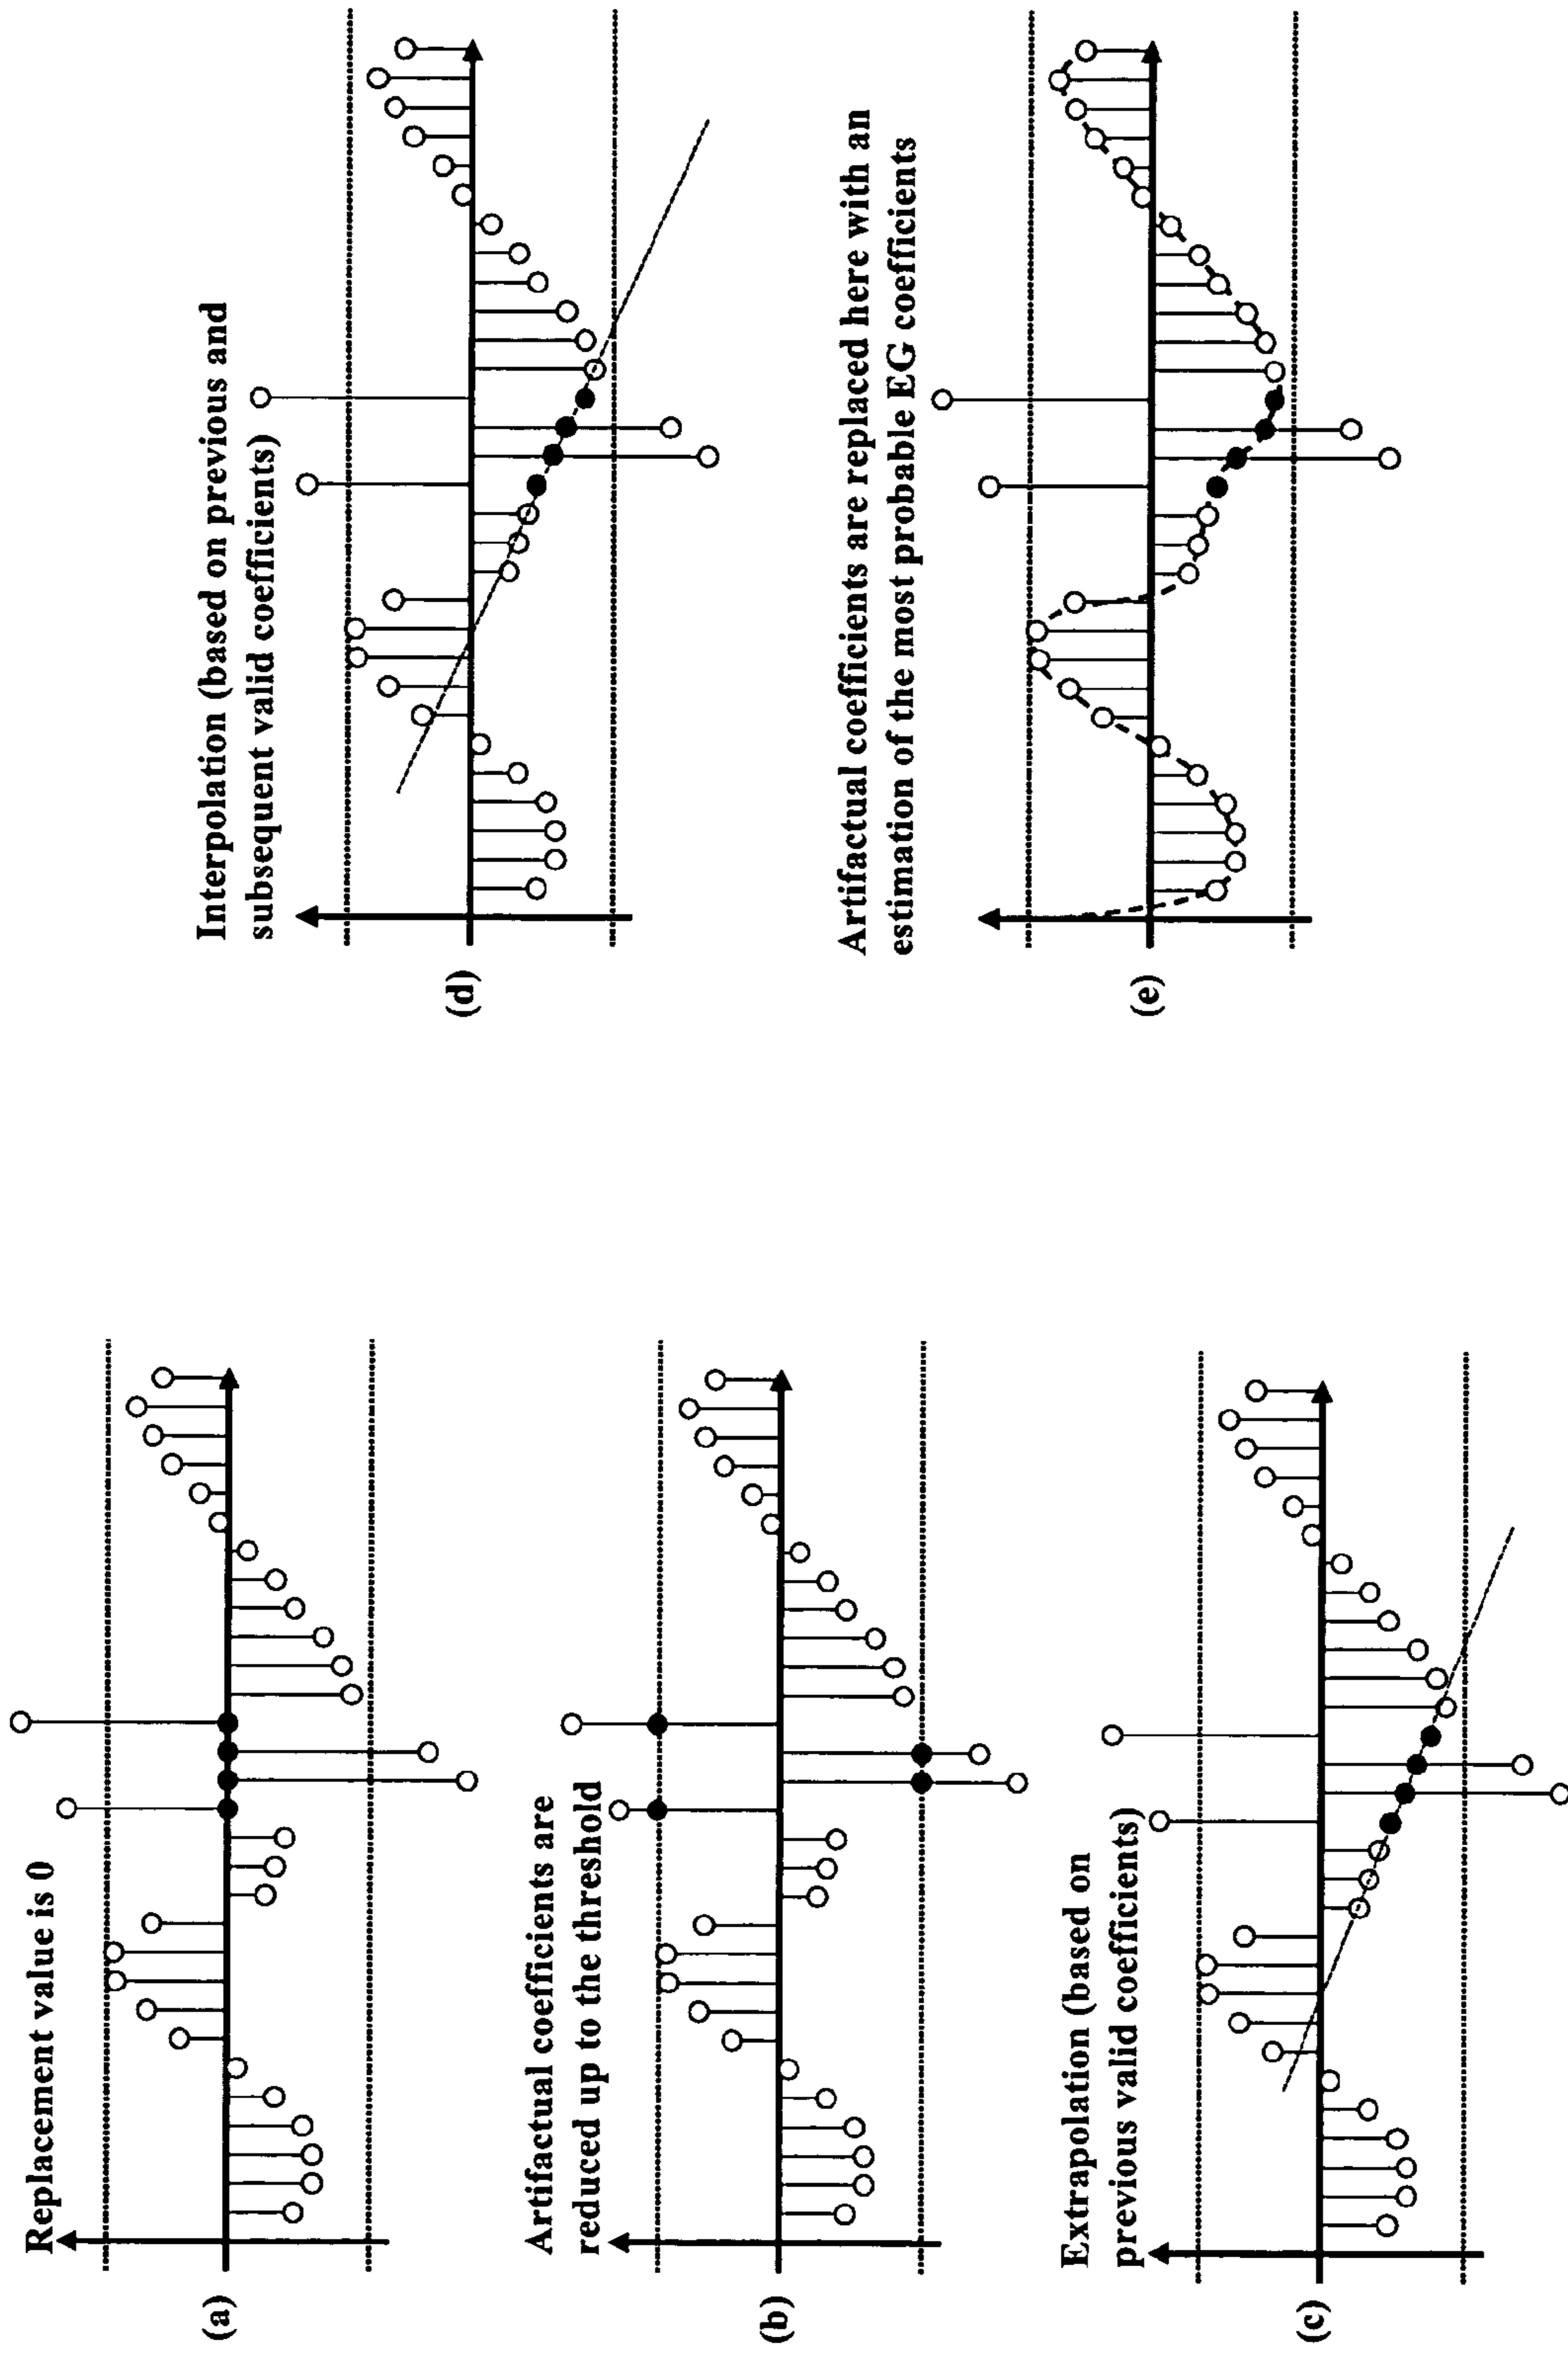 Replacement value is 0
(a)
Artifactual coefficients are
reduced up to the threshold
(b)
Extrapolation (based on
previous valid coefficients)
(c)
Interpolation (based on previous and
subsequent valid coefficients)
(d)
Artifactual coefficients are replaced here with an
estimation of the most probable EG coefficients
(e)